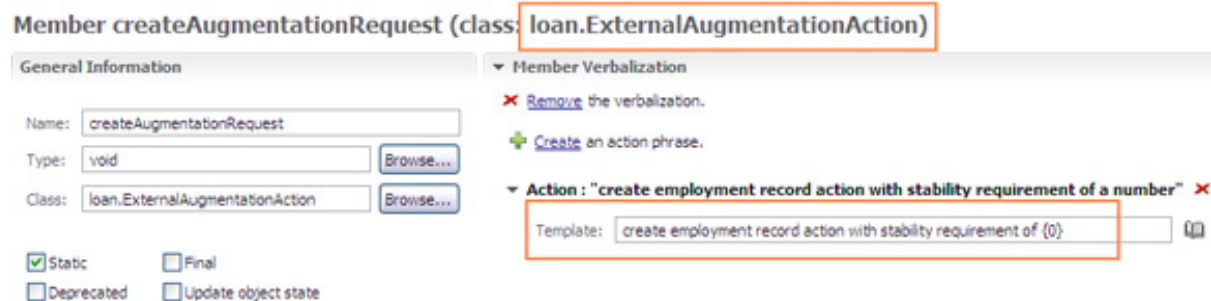 Member createAugmentationRequest (class: loan.ExternalAugmentationAction)
General Information
Name: createAugmentationRequest
Type: void Browse...
Class: loan.ExternalAugmentationAction Browse...
Static Final
Deprecated Update object state
Member Verbalization
Remove the verbalization.
Create an action phrase.
Action : "create employment record action with stability requirement of a number"
Template: create employment record action with stability requirement of {0}